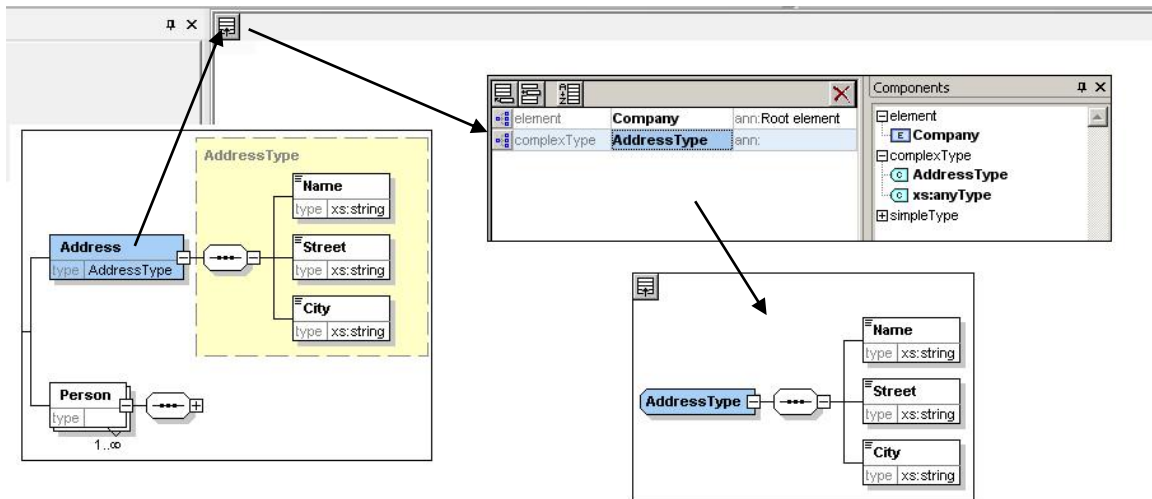 AddressType
Name
type xs:string
Address
type AddressType
Street
type xs:string
City
type xs:string
Person
type
1..∞
Components
element Company ann:Root element
complexType AddressType ann:
element
E Company
complexType
C AddressType
C xs:anyType
simpleType
AddressType
Name
type xs:string
Street
type xs:string
City
type xs:string